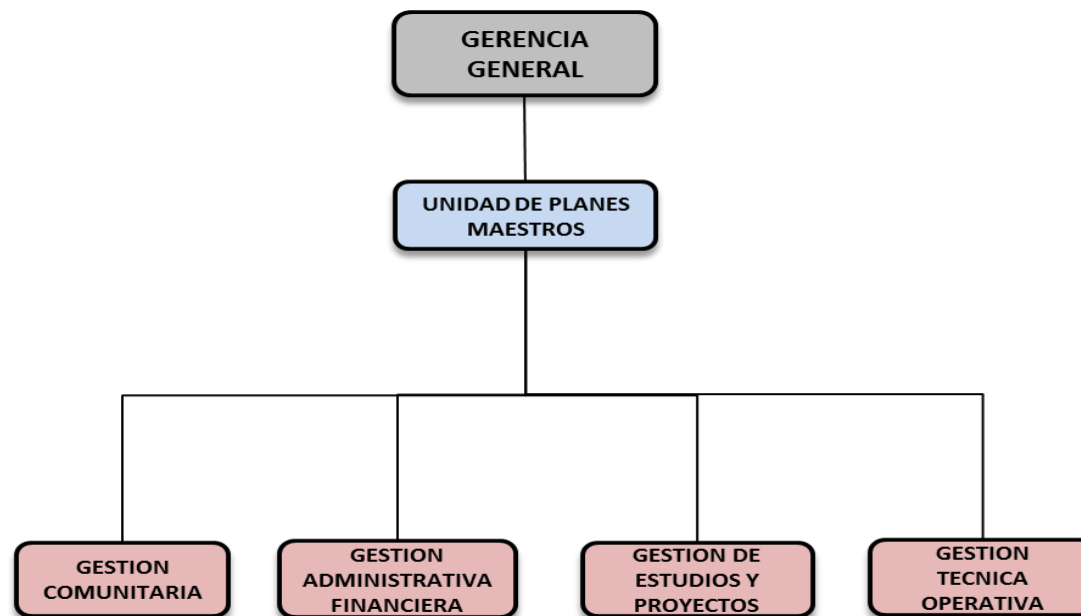 GERENCIA
GENERAL
UNIDAD DE PLANES
MAESTROS
GESTION
COMUNITARIA
GESTION
ADMINISTRATIVA
FINANCIERA
GESTION DE
ESTUDIOS Y
PROYECTOS
GESTION
TECNICA
OPERATIVA